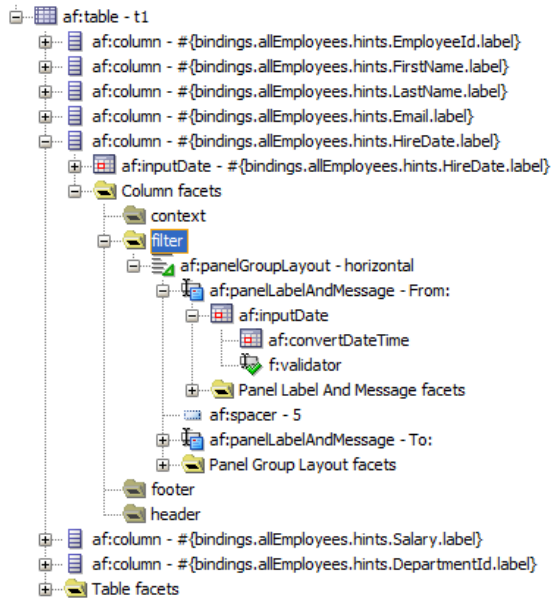 af:table - t1
af:column - #{bindings.allEmployees.hints.EmployeeId.label}
af:column - #{bindings.allEmployees.hints.FirstName.label}
af:column - #{bindings.allEmployees.hints.LastName.label}
af:column - #{bindings.allEmployees.hints.Email.label}
af:column - #{bindings.allEmployees.hints.HireDate.label}
af:inputDate - #{bindings.allEmployees.hints.HireDate.label}
Column facets
context
filter
af:panelGroupLayout - horizontal
af:panelLabelAndMessage - From:
af:inputDate
af:convertDateTime
f:validator
Panel Label And Message facets
af:spacer - 5
af:panelLabelAndMessage - To:
Panel Group Layout facets
footer
header
af:column - #{bindings.allEmployees.hints.Salary.label}
af:column - #{bindings.allEmployees.hints.DepartmentId.label}
Table facets